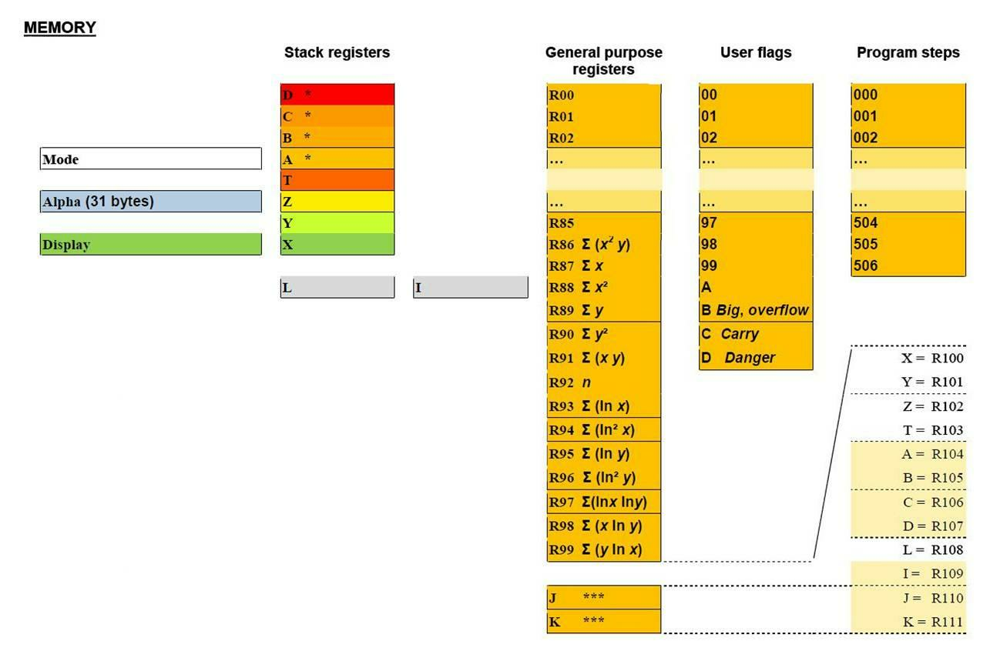 MEMORY
Stack registers
General purpose
registers
User flags
Program steps
D *
C *
B *
A *
T
Z
Y
X
Mode
Alpha (31 bytes)
Display
L
I
R00
R01
R02
...
...
R85
R86 Σ (x² y)
R87 Σ x
R88 Σ x²
R89 Σ y
R90 Σ y²
R91 Σ (x y)
R92 n
R93 Σ (ln x)
R94 Σ (ln² x)
R95 Σ (ln y)
R96 Σ (ln² y)
R97 Σ(lnx lny)
R98 Σ (x ln y)
R99 Σ (y ln x)
J ***
K ***
00
01
02
...
...
97
98
99
A
B Big, overflow
C Carry
D Danger
000
001
002
...
...
504
505
506
X = R100
Y = R101
Z = R102
T = R103
A = R104
B = R105
C = R106
D = R107
L = R108
I = R109
J = R110
K = R111